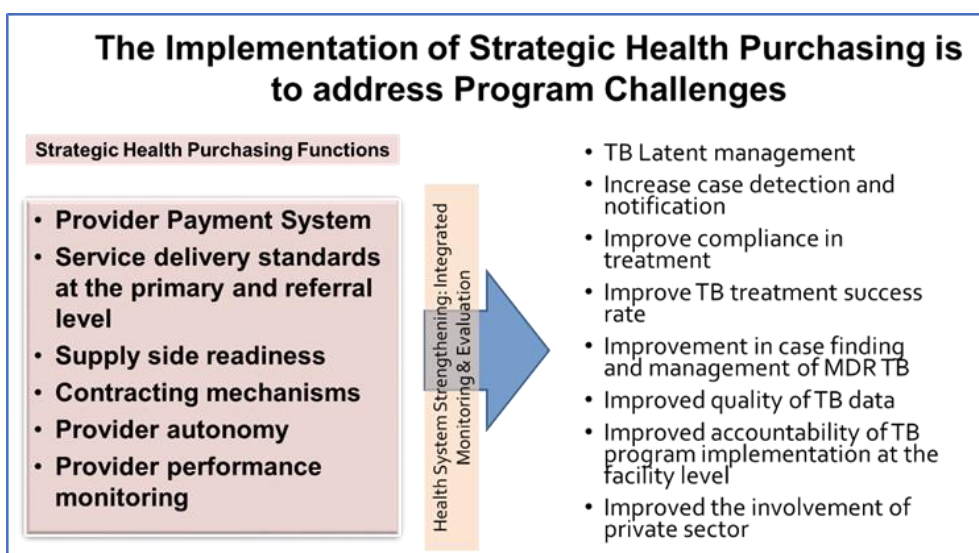 The Implementation of Strategic Health Purchasing is
to address Program Challenges
Strategic Health Purchasing Functions
• Provider Payment System
• Service delivery standards
at the primary and referral
level
• Supply side readiness
• Contracting mechanisms
• Provider autonomy
• Provider performance
monitoring
Health System Strengthening: Integrated
Monitoring & Evaluation
• TB Latent management
• Increase case detection and
notification
• Improve compliance in
treatment
• Improve TB treatment success
rate
• Improvement in case finding
and management of MDR TB
• Improved quality of TB data
• Improved accountability of TB
program implementation at the
facility level
• Improved the involvement of
private sector